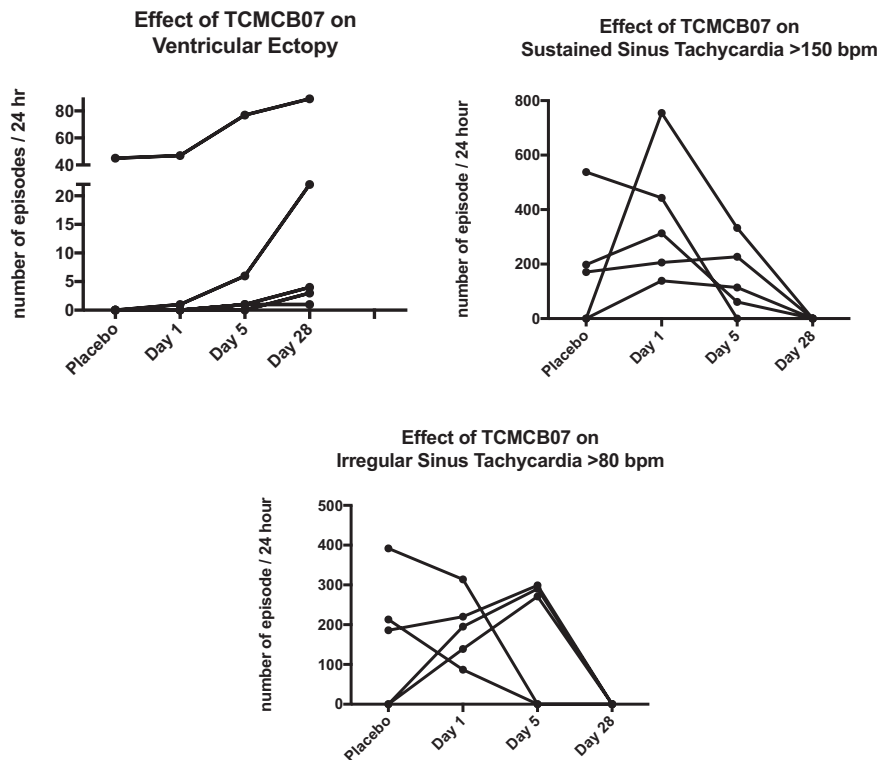 Effect of TCMCB07 on
Ventricular Ectopy
number of episodes / 24 hr
80
60
40
20
15
10
5
0
Placebo
Day 1
Day 5
Day 28
Effect of TCMCB07 on
Sustained Sinus Tachycardia >150 bpm
number of episode / 24 hour
800
600
400
200
0
Placebo
Day 1
Day 5
Day 28
Effect of TCMCB07 on
Irregular Sinus Tachycardia >80 bpm
number of episode / 24 hour
500
400
300
200
100
0
Placebo
Day 1
Day 5
Day 28